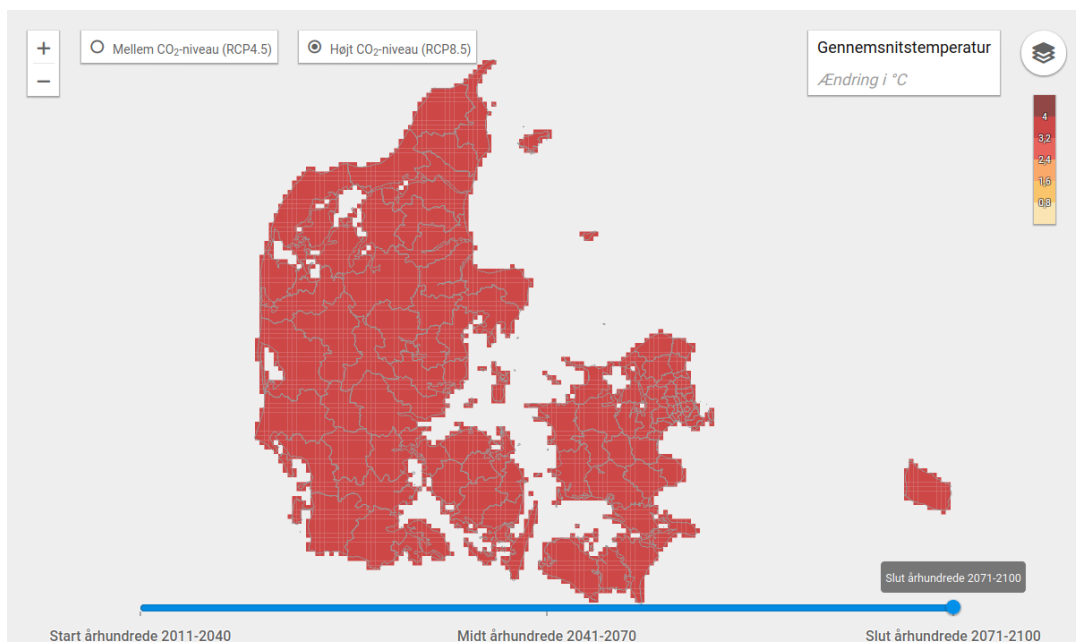 +
−
Mellem CO₂-niveau (RCP4.5)
Højt CO₂-niveau (RCP8.5)
Gennemsnitstemperatur
Ændring i °C
4
3,2
2,4
1,6
0,8
Slut århundrede 2071-2100
Start århundrede 2011-2040
Midt århundrede 2041-2070
Slut århundrede 2071-2100